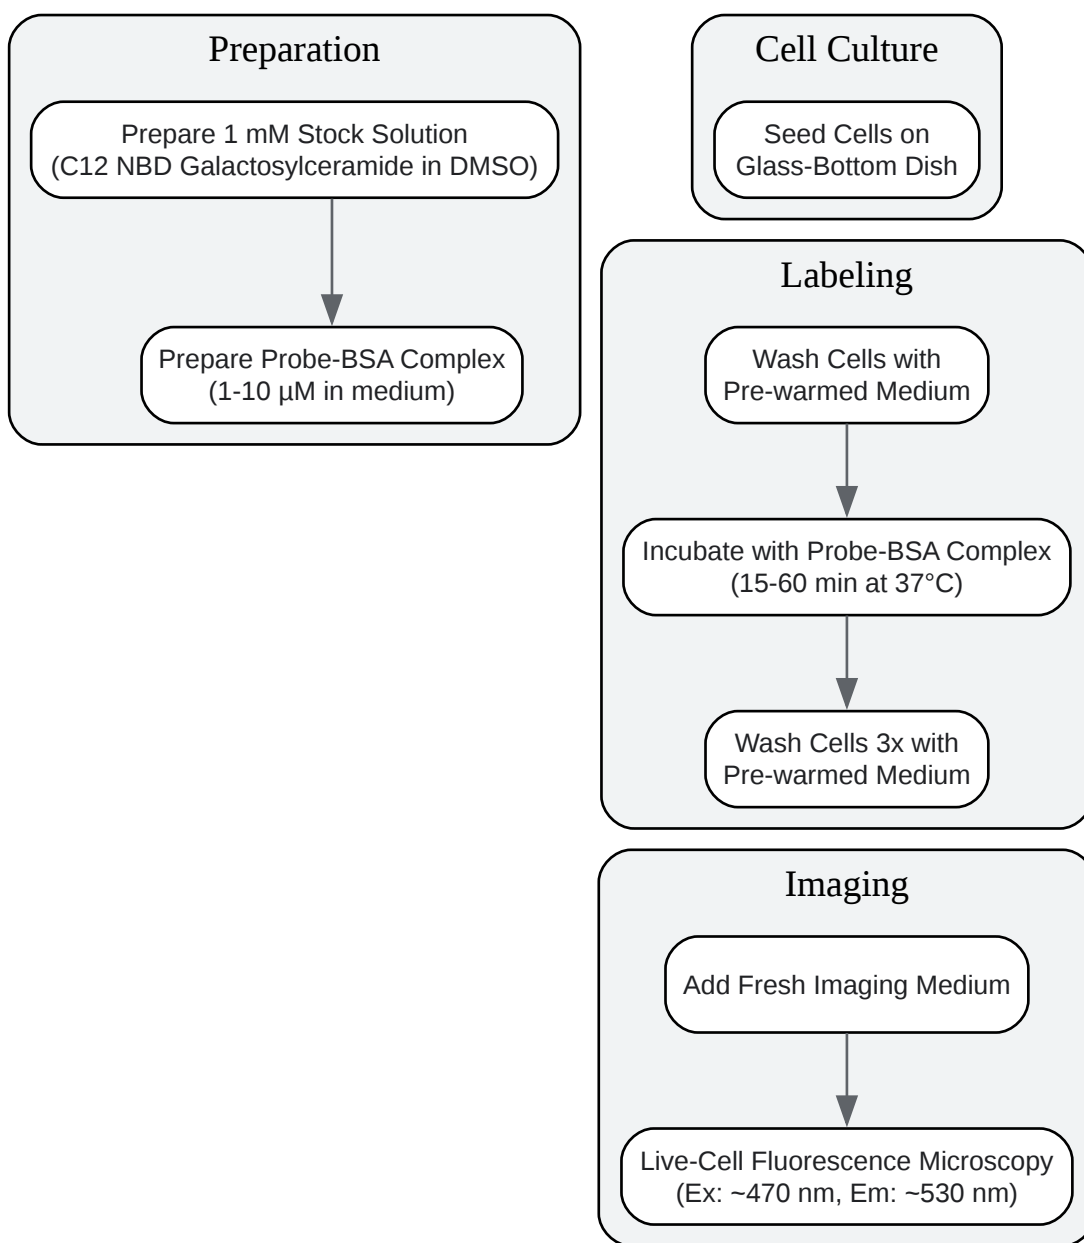 Preparation
Prepare 1 mM Stock Solution
(C12 NBD Galactosylceramide in DMSO)
Prepare Probe-BSA Complex
(1-10 µM in medium)
Cell Culture
Seed Cells on
Glass-Bottom Dish
Labeling
Wash Cells with
Pre-warmed Medium
Incubate with Probe-BSA Complex
(15-60 min at 37°C)
Wash Cells 3x with
Pre-warmed Medium
Imaging
Add Fresh Imaging Medium
Live-Cell Fluorescence Microscopy
(Ex: ~470 nm, Em: ~530 nm)